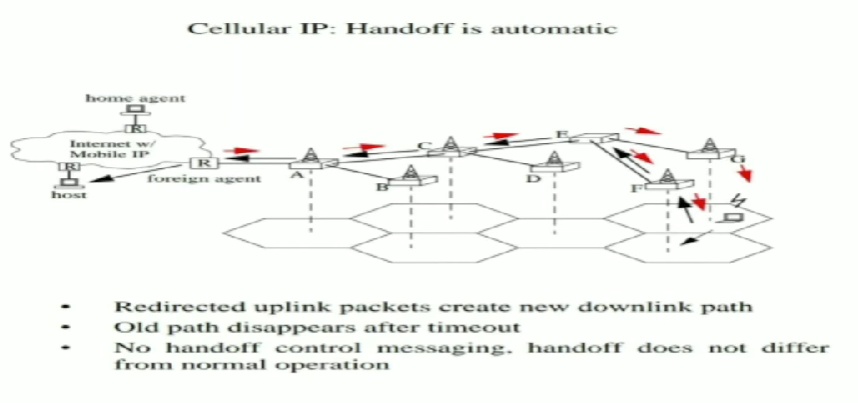 Cellular IP: Handoff is automatic
home agent
R
Internet w/
Mobile IP
R
R
host
foreign agent
A
B
C
D
E
F
G
• Redirected uplink packets create new downlink path
• Old path disappears after timeout
• No handoff control messaging, handoff does not differ
from normal operation